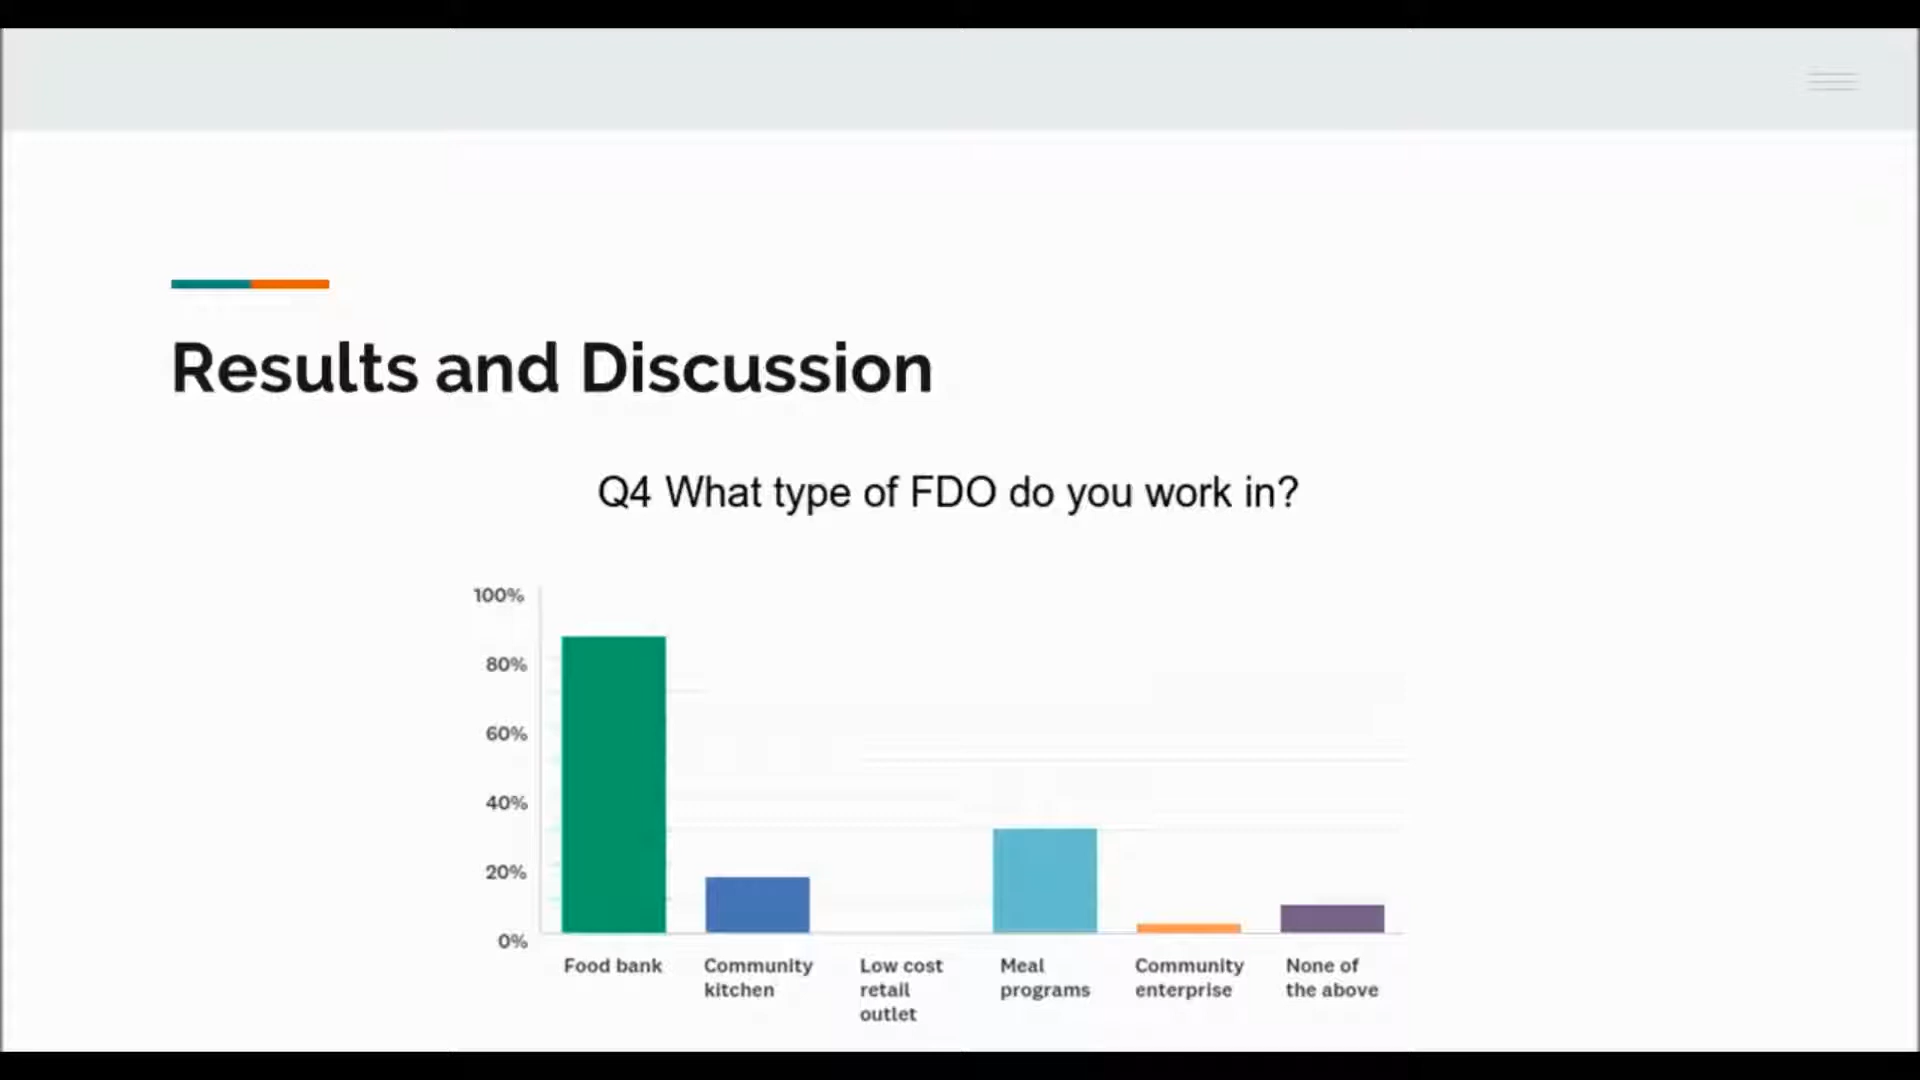 Results and Discussion
Q4 What type of FDO do you work in?
100%
80%
60%
40%
20%
0%
Food bank
Community
kitchen
Low cost
retail
outlet
Meal
programs
Community
enterprise
None of
the above